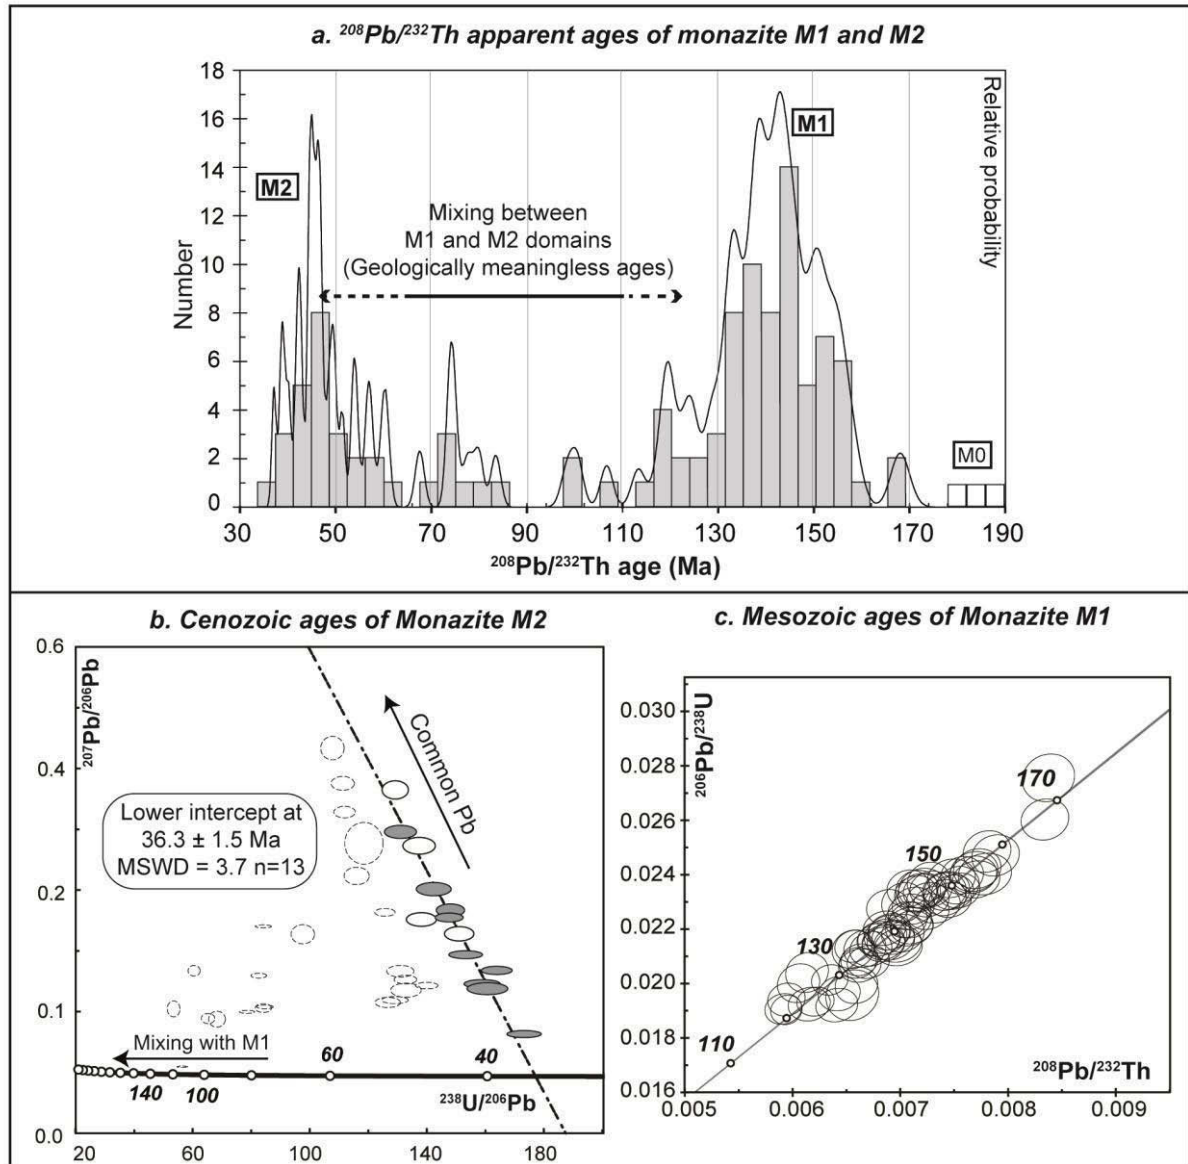 a. ²⁰⁸Pb/²³²Th apparent ages of monazite M1 and M2
18
16
14
12
10
8
6
4
2
0
Number
M2
Mixing between
M1 and M2 domains
(Geologically meaningless ages)
M1
Relative probability
M0
30 50 70 90 110 130 150 170 190
²⁰⁸Pb/²³²Th age (Ma)
b. Cenozoic ages of Monazite M2
0.6
0.4
0.2
0.1
0.0
²⁰⁷Pb/²⁰⁶Pb
Common Pb
Lower intercept at
36.3 ± 1.5 Ma
MSWD = 3.7 n=13
Mixing with M1
140 100 60 40
²³⁸U/²⁰⁶Pb
20 60 100 140 180
c. Mesozoic ages of Monazite M1
0.030
0.028
0.026
0.024
0.022
0.020
0.018
0.016
²⁰⁶Pb/²³⁸U
170
150
130
110
²⁰⁸Pb/²³²Th
0.005 0.006 0.007 0.008 0.009